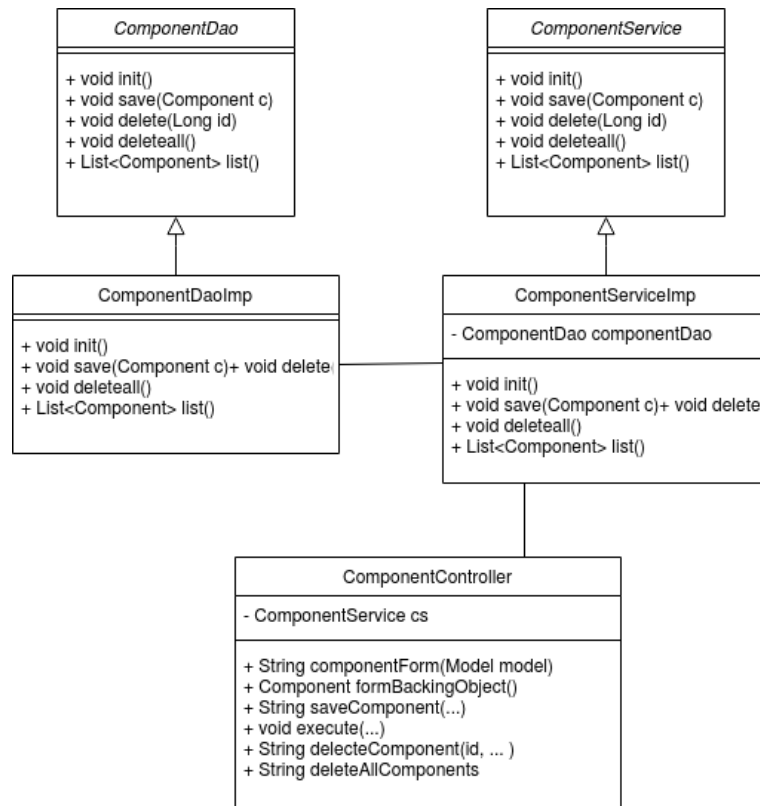 ComponentDao
+ void init()
+ void save(Component c)
+ void delete(Long id)
+ void deleteall()
+ List<Component> list()
ComponentService
+ void init()
+ void save(Component c)
+ void delete(Long id)
+ void deleteall()
+ List<Component> list()
ComponentDaoImp
+ void init()
+ void save(Component c)+ void delete(
+ void deleteall()
+ List<Component> list()
ComponentServiceImp
- ComponentDao componentDao
+ void init()
+ void save(Component c)+ void delete
+ void deleteall()
+ List<Component> list()
ComponentController
- ComponentService cs
+ String componentForm(Model model)
+ Component formBackingObject()
+ String saveComponent(...)
+ void execute(...)
+ String delecteComponent(id, ... )
+ String deleteAllComponents